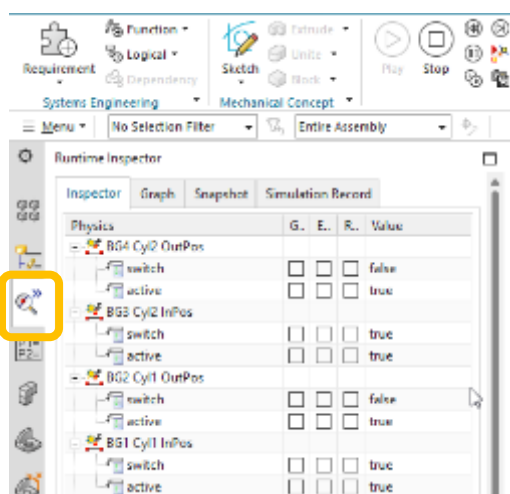 Function
Extrude
Logical
Unite
Requirement
Dependency
Sketch
Block
Play
Stop
Systems Engineering
Mechanical Concept
Menu
No Selection Filter
Entire Assembly
Runtime Inspector
Inspector Graph Snapshot Simulation Record
Physics G.. E.. R.. Value
BG4 Cyl2 OutPos
switch false
active true
BG3 Cyl2 InPos
switch true
active true
BG2 Cyl1 OutPos
switch false
active true
BG1 Cyl1 InPos
switch true
active true